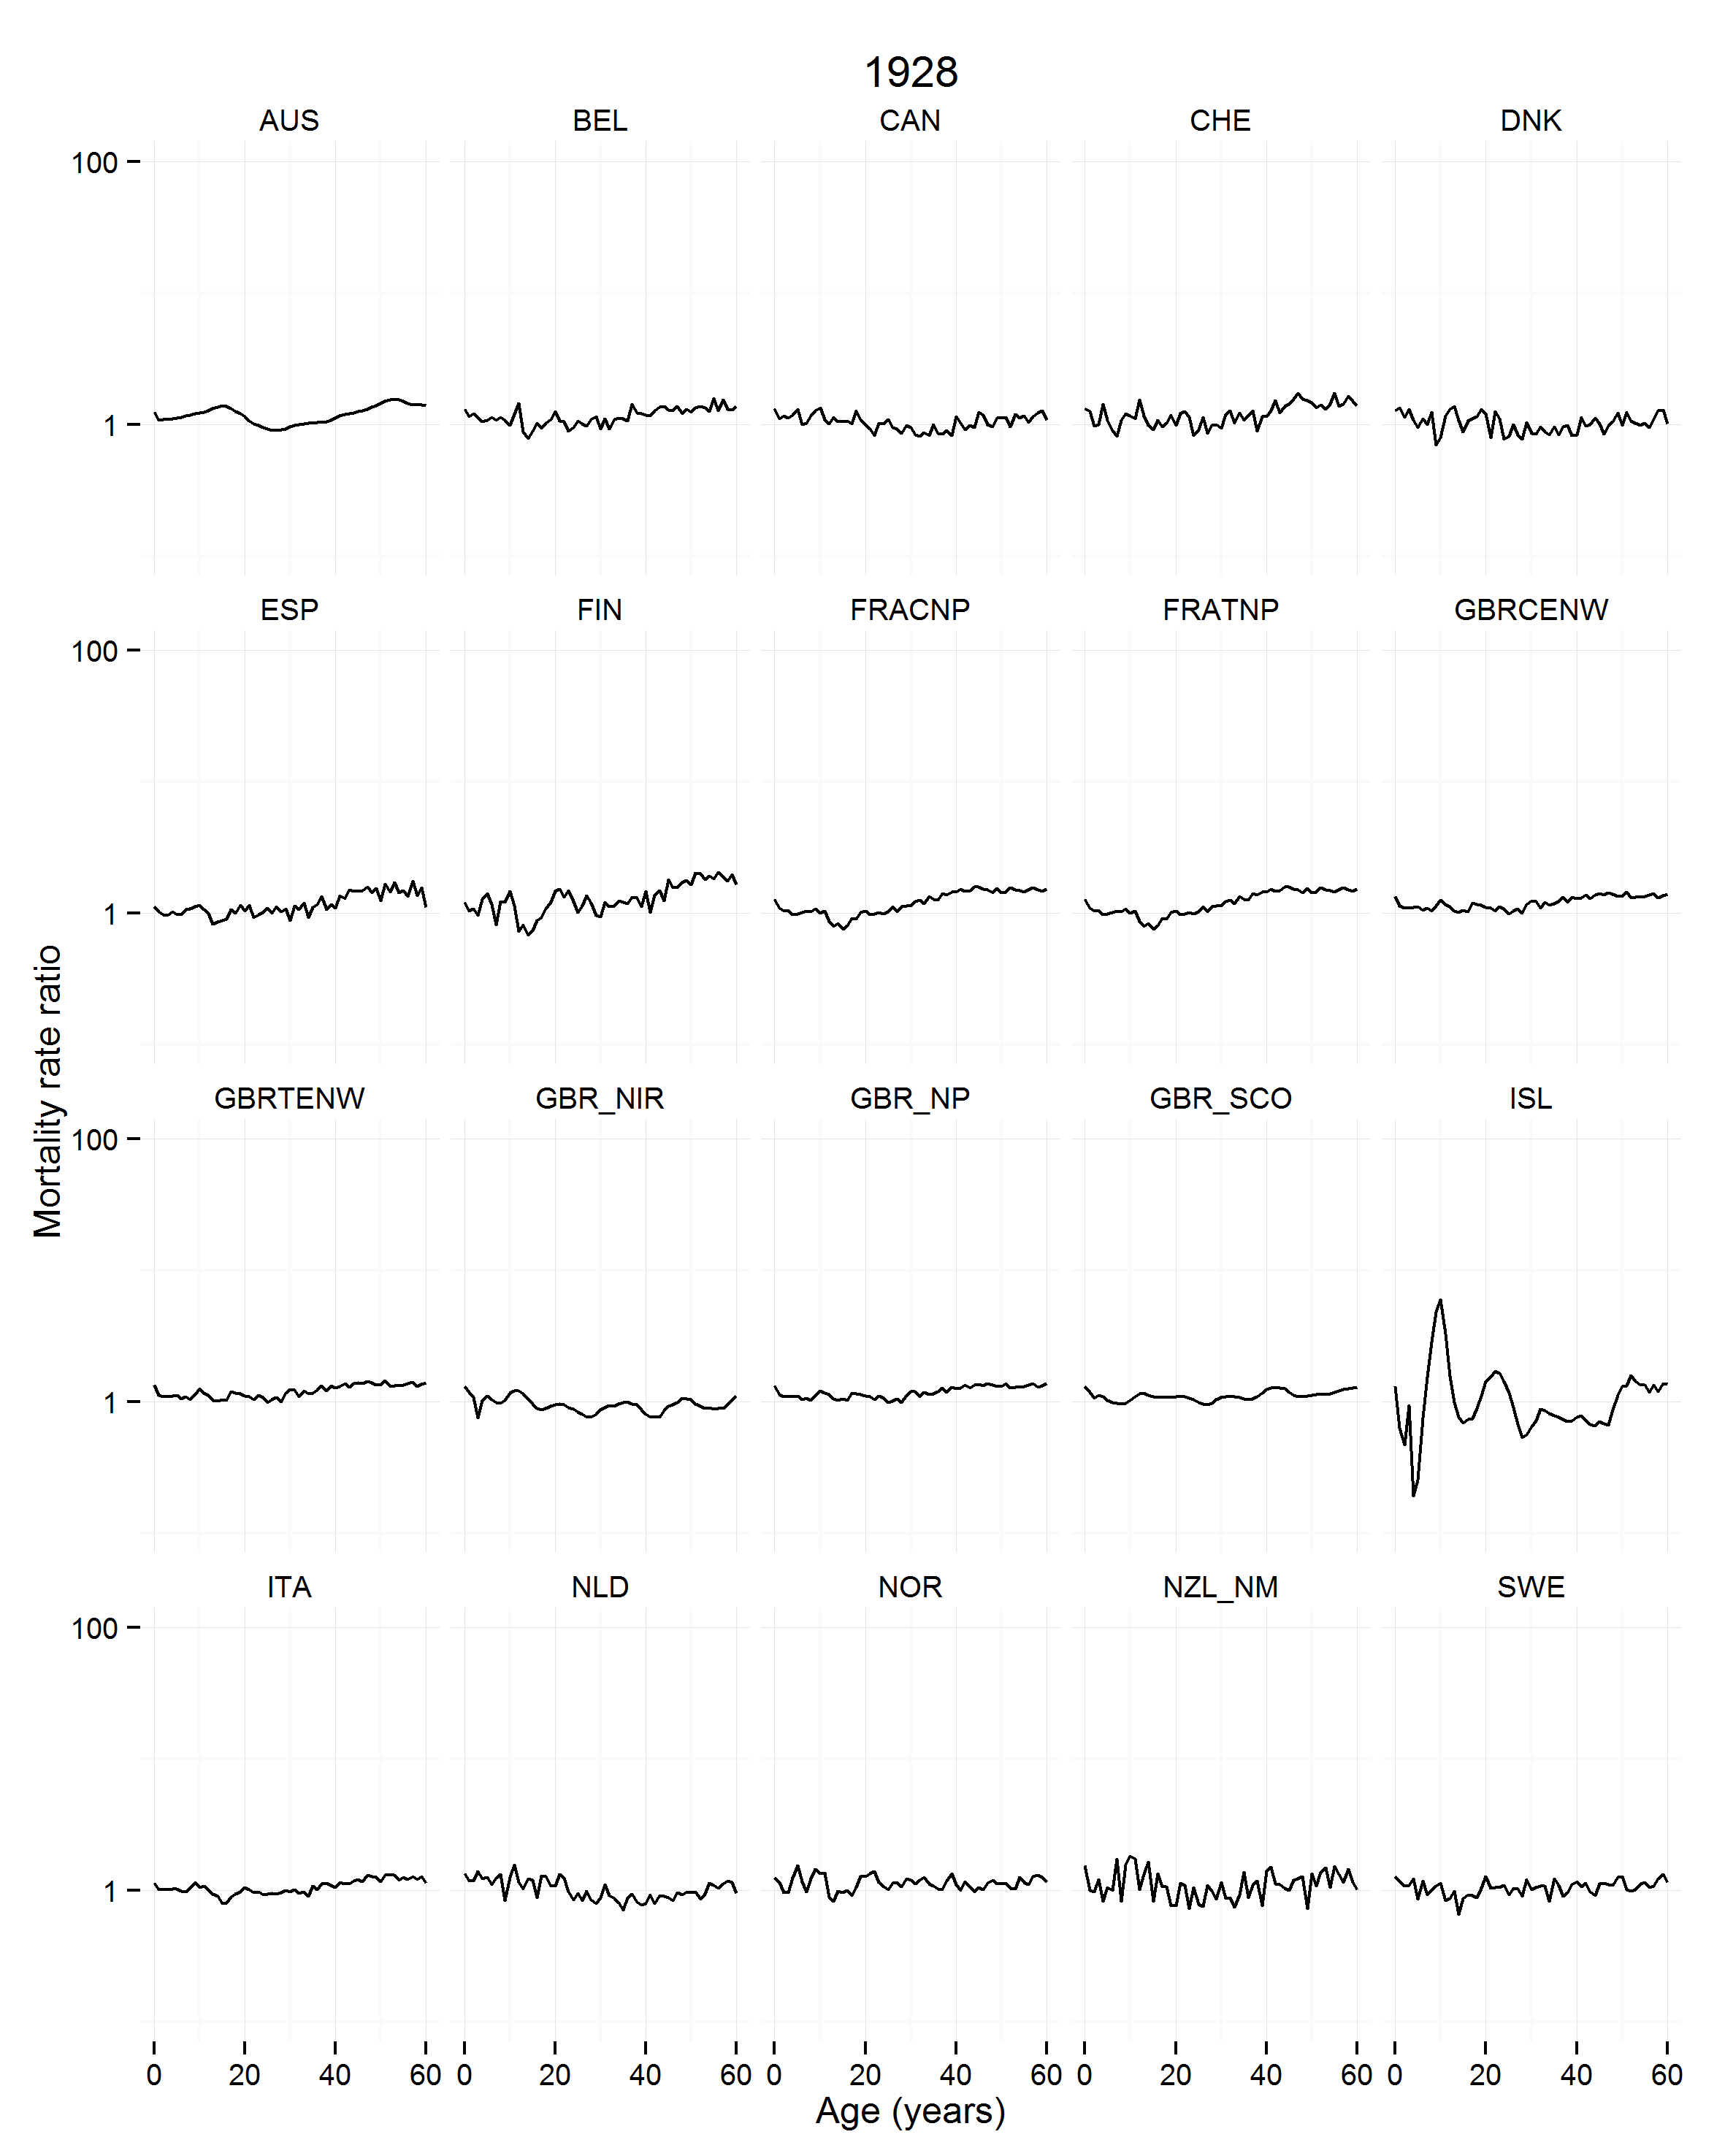 1928
AUS BEL CAN CHE DNK
100
1
ESP FIN FRACNP FRATNP GBRCENW
100
1
GBRTENW GBR_NIR GBR_NP GBR_SCO ISL
100
1
ITA NLD NOR NZL_NM SWE
100
1
0 20 40 60 0 20 40 60 0 20 40 60 0 20 40 60 0 20 40 60
Age (years)
Mortality rate ratio